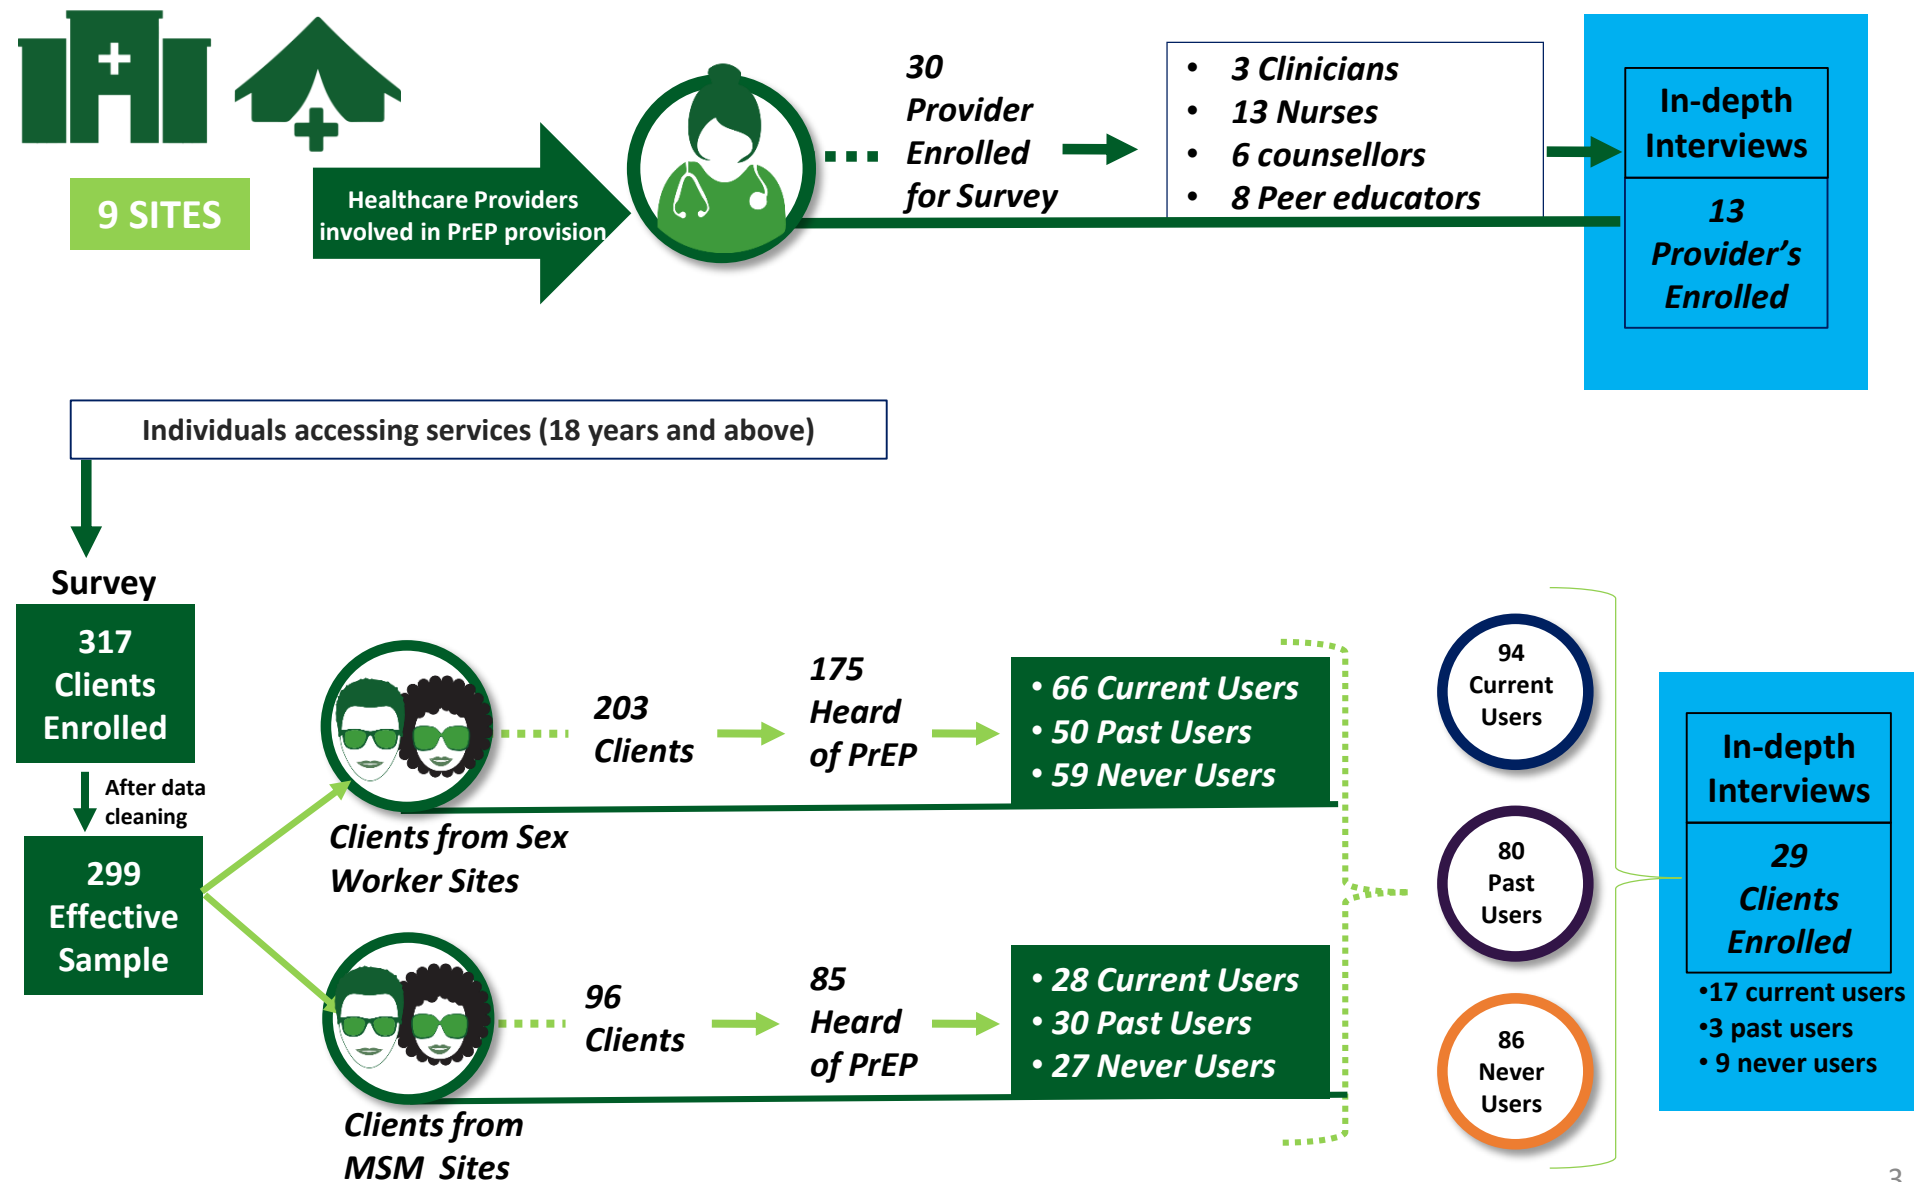 9 SITES
Healthcare Providers
involved in PrEP provision
30
Provider
Enrolled
for Survey
• 3 Clinicians
• 13 Nurses
• 6 counsellors
• 8 Peer educators
In-depth
Interviews
13
Provider’s
Enrolled
Individuals accessing services (18 years and above)
Survey
317
Clients
Enrolled
After data
cleaning
299
Effective
Sample
Clients from Sex
Worker Sites
203
Clients
175
Heard
of PrEP
• 66 Current Users
• 50 Past Users
• 59 Never Users
Clients from
MSM Sites
96
Clients
85
Heard
of PrEP
• 28 Current Users
• 30 Past Users
• 27 Never Users
94
Current
Users
80
Past
Users
86
Never
Users
In-depth
Interviews
29
Clients
Enrolled
•17 current users
•3 past users
• 9 never users
3